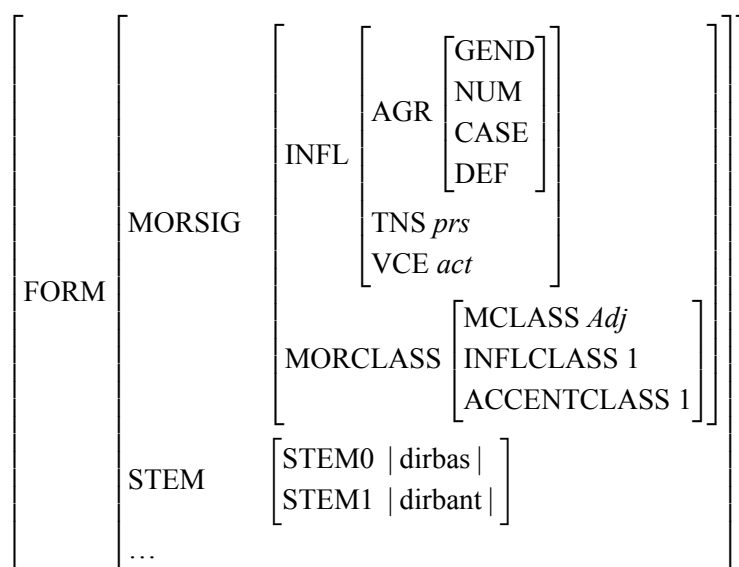 GEND
NUM
AGR
CASE
INFL
DEF
MORSIG
TNS prs
VCE act
FORM
MCLASS Adj
MORCLASS INFLCLASS 1
ACCENTCLASS 1
STEM0 | dirbas |
STEM
STEM1 | dirbant |
…